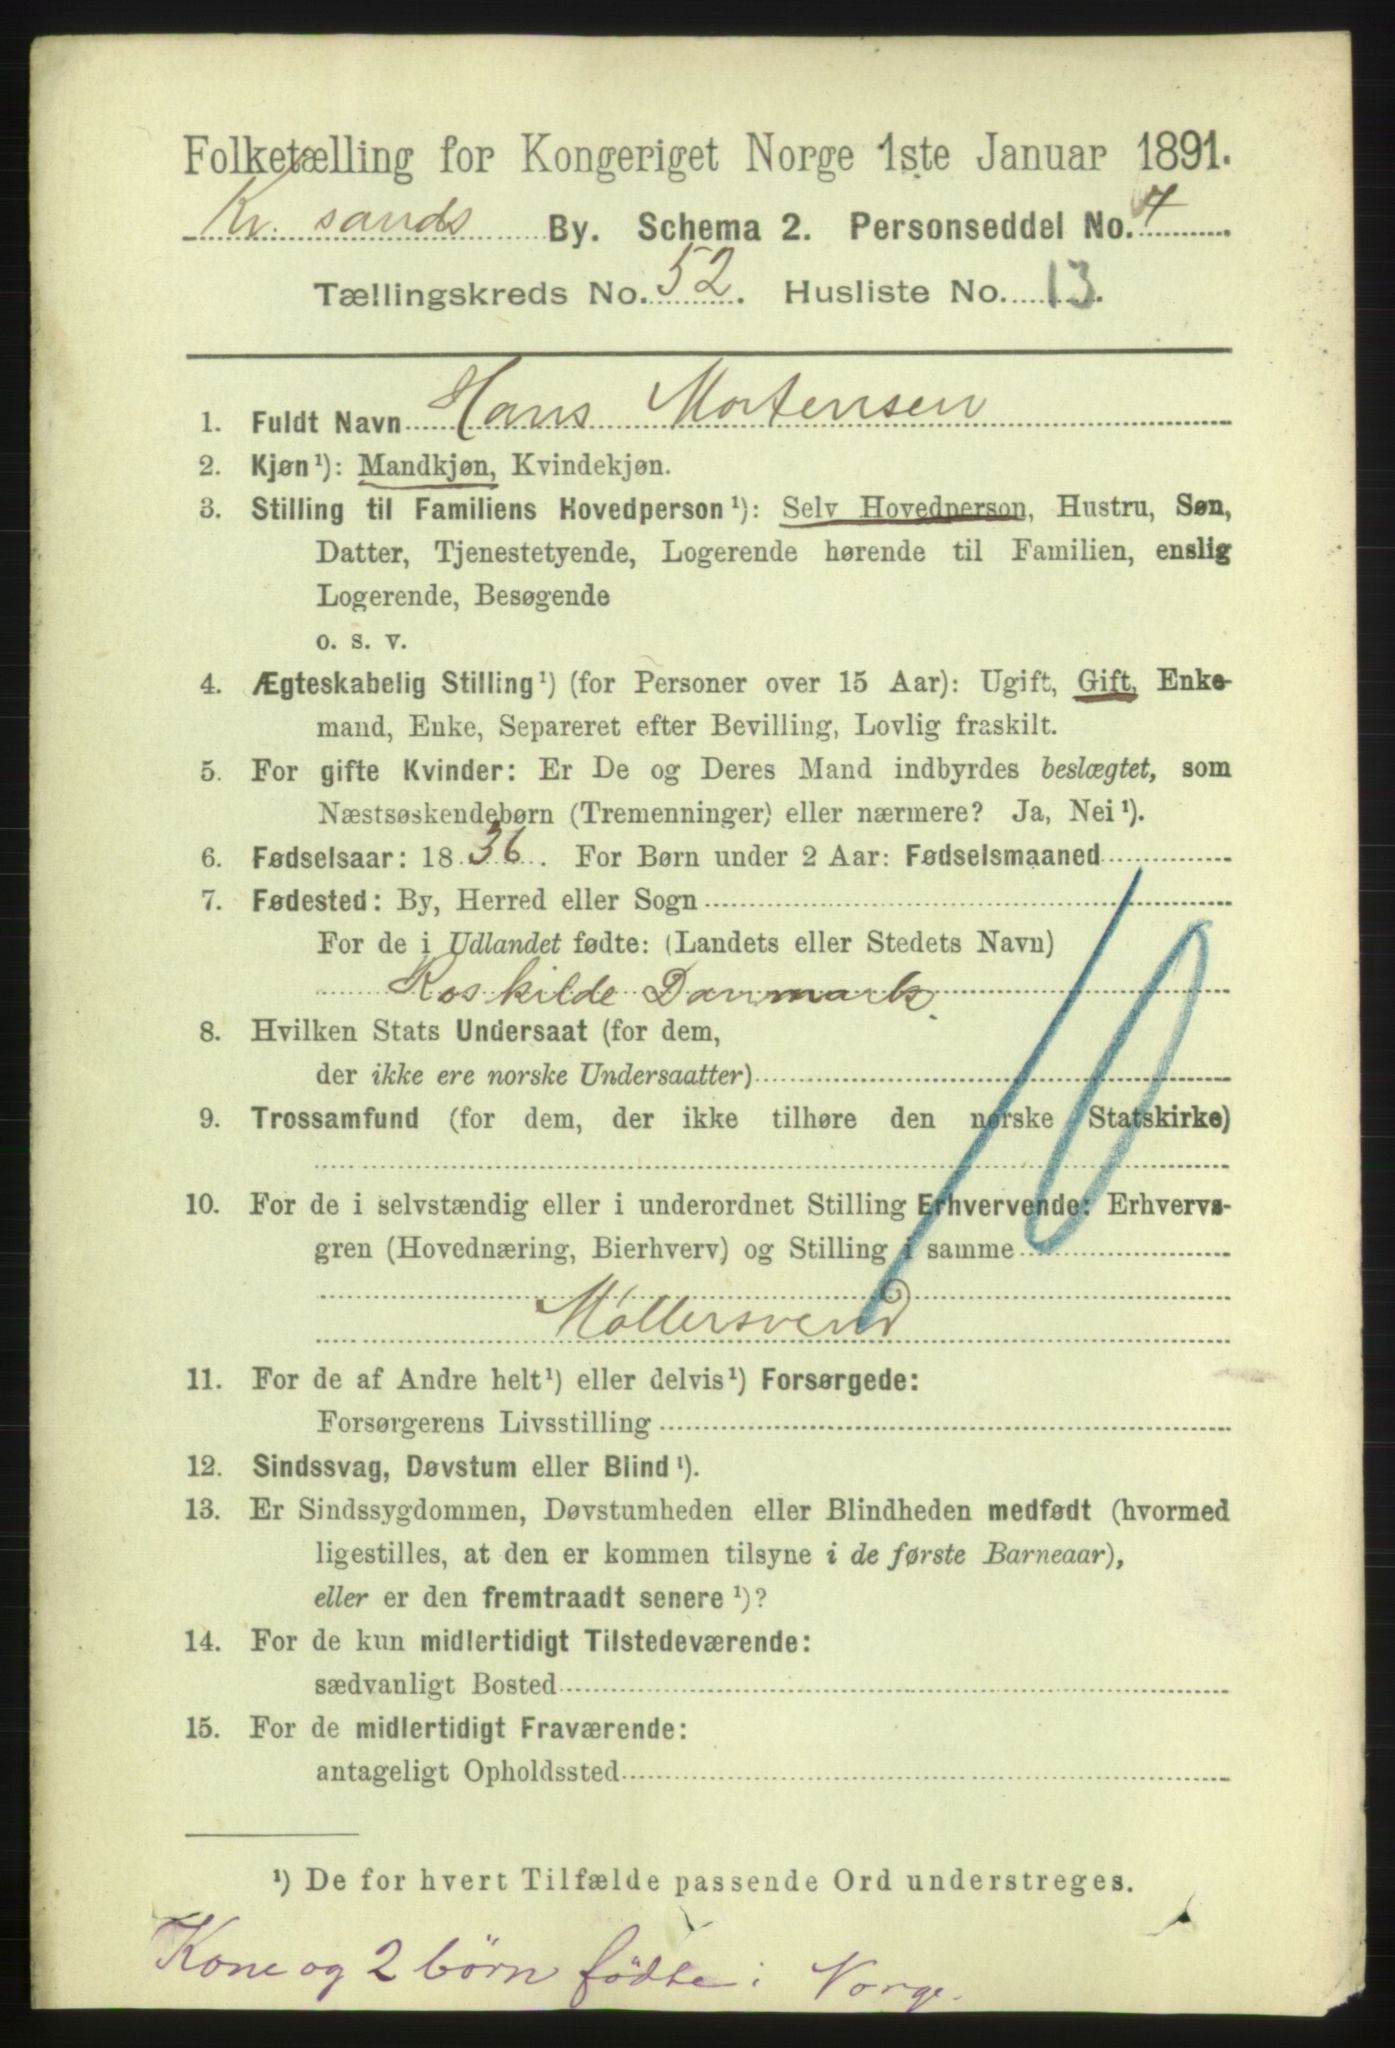 Folketælling for Kongeriget Norge 1ste Januar 1891.
Kr. sands By. Schema 2. Personseddel No. 4
Tællingskreds No. 52. Husliste No. 13.
1. Fuldt Navn Hans Mortensen
2. Kjøn¹): Mandkjøn, Kvindekjøn.
3. Stilling til Familiens Hovedperson¹): Selv Hovedperson, Hustru, Søn,
Datter, Tjenestetyende, Logerende hørende til Familien, enslig
Logerende, Besøgende
o. s. v.
4. Ægteskabelig Stilling¹) (for Personer over 15 Aar): Ugift, Gift, Enke-
mand, Enke, Separeret efter Bevilling, Lovlig fraskilt.
5. For gifte Kvinder: Er De og Deres Mand indbyrdes beslægtet, som
Næstsøskendebørn (Tremenninger) eller nærmere? Ja, Nei¹).
6. Fødselsaar: 1836. For Børn under 2 Aar: Fødselsmaaned
7. Fødested: By, Herred eller Sogn
For de i Udlandet fødte: (Landets eller Stedets Navn)
Roskilde Danmark.
8. Hvilken Stats Undersaat (for dem,
der ikke ere norske Undersaatter)
9. Trossamfund (for dem, der ikke tilhøre den norske Statskirke)
10. For de i selvstændig eller i underordnet Stilling Erhvervende: Erhvervs-
gren (Hovednæring, Bierhverv) og Stilling i samme
Møllersvend
10
11. For de af Andre helt¹) eller delvis¹) Forsørgede:
Forsørgerens Livsstilling
12. Sindssvag, Døvstum eller Blind¹).
13. Er Sindssygdommen, Døvstumheden eller Blindheden medfødt (hvormed
ligestilles, at den er kommen tilsyne i de første Barneaar),
eller er den fremtraadt senere¹)?
14. For de kun midlertidigt Tilstedeværende:
sædvanligt Bosted
15. For de midlertidigt Fraværende:
antageligt Opholdssted
¹) De for hvert Tilfælde passende Ord understreges.
Kone og 2 børn fødte i Norge.